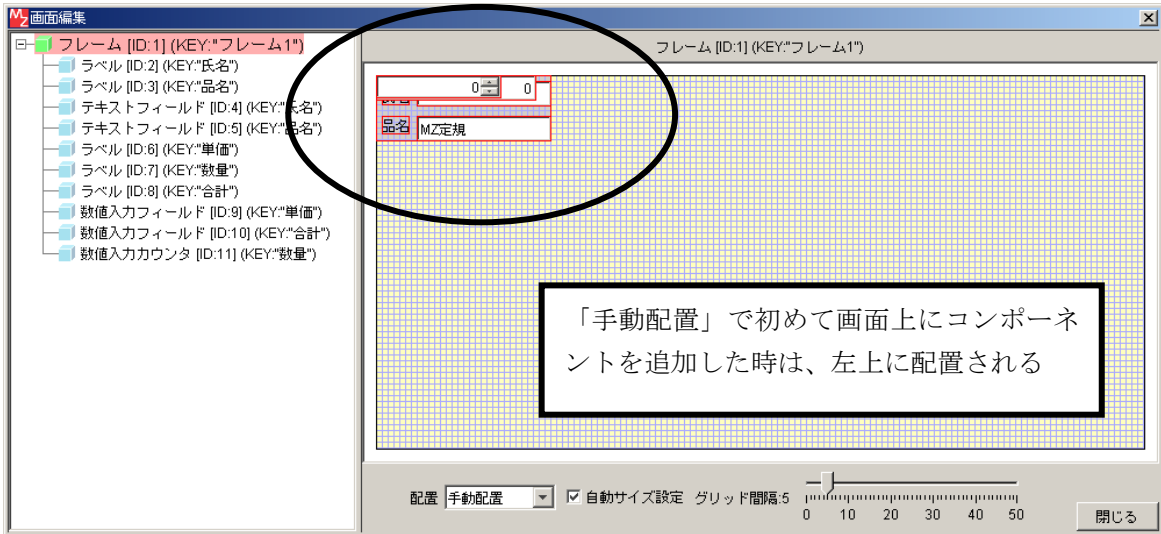 MZ 画面編集
フレーム [ID:1] (KEY:"フレーム1")
ラベル [ID:2] (KEY:"氏名")
ラベル [ID:3] (KEY:"品名")
テキストフィールド [ID:4] (KEY:"氏名")
テキストフィールド [ID:5] (KEY:"品名")
ラベル [ID:6] (KEY:"単価")
ラベル [ID:7] (KEY:"数量")
ラベル [ID:8] (KEY:"合計")
数値入力フィールド [ID:9] (KEY:"単価")
数値入力フィールド [ID:10] (KEY:"合計")
数値入力カウンタ [ID:11] (KEY:"数量")
フレーム [ID:1] (KEY:"フレーム1")
0 0
品名 MZ定規
「手動配置」で初めて画面上にコンポーネ
ントを追加した時は、左上に配置される
配置 手動配置 自動サイズ設定 グリッド間隔:5
0 10 20 30 40 50
閉じる